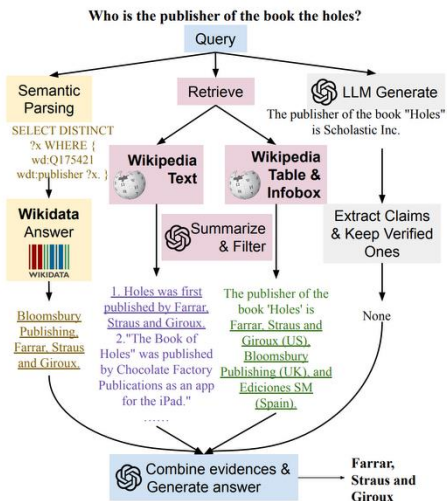 Who is the publisher of the book the holes?
Query
Semantic
Parsing
SELECT DISTINCT
?x WHERE {
wd:Q175421
wdt:publisher ?x. }
Wikidata
Answer
WIKIDATA
Bloomsbury
Publishing,
Farrar, Straus
and Giroux.
Retrieve
Wikipedia
Text
Wikipedia
Table &
Infobox
Summarize
& Filter
1. Holes was first
published by Farrar,
Straus and Giroux.
2."The Book of
Holes" was published
by Chocolate Factory
Publications as an app
for the iPad."
......
The publisher of the
book 'Holes' is
Farrar, Straus and
Giroux (US),
Bloomsbury
Publishing (UK), and
Ediciones SM
(Spain).
LLM Generate
The publisher of the book "Holes"
is Scholastic Inc.
Extract Claims
& Keep Verified
Ones
None
Combine evidences &
Generate answer
Farrar,
Straus and
Giroux